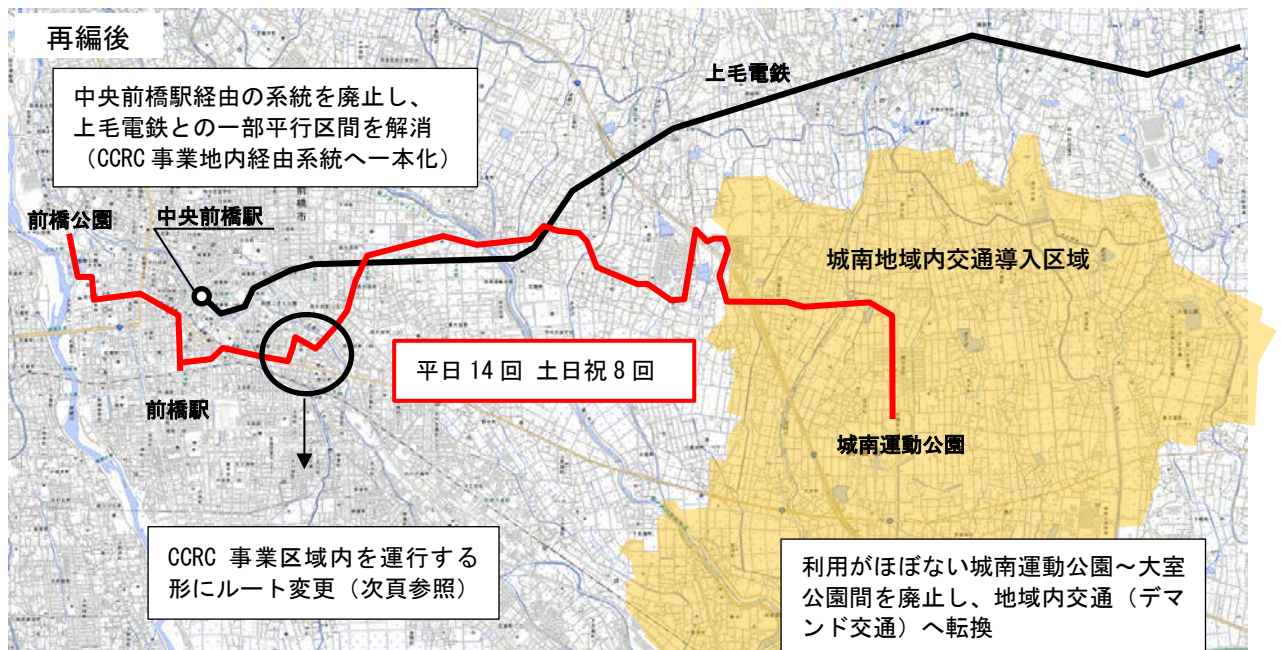 再編後
中央前橋駅経由の系統を廃止し、
上毛電鉄との一部平行区間を解消
（CCRC 事業地内経由系統へ一本化）
上毛電鉄
前橋公園
中央前橋駅
城南地域内交通導入区域
平日 14 回 土日祝 8 回
前橋駅
城南運動公園
CCRC 事業区域内を運行する
形にルート変更（次頁参照）
利用がほぼない城南運動公園～大室
公園間を廃止し、地域内交通（デマ
ンド交通）へ転換